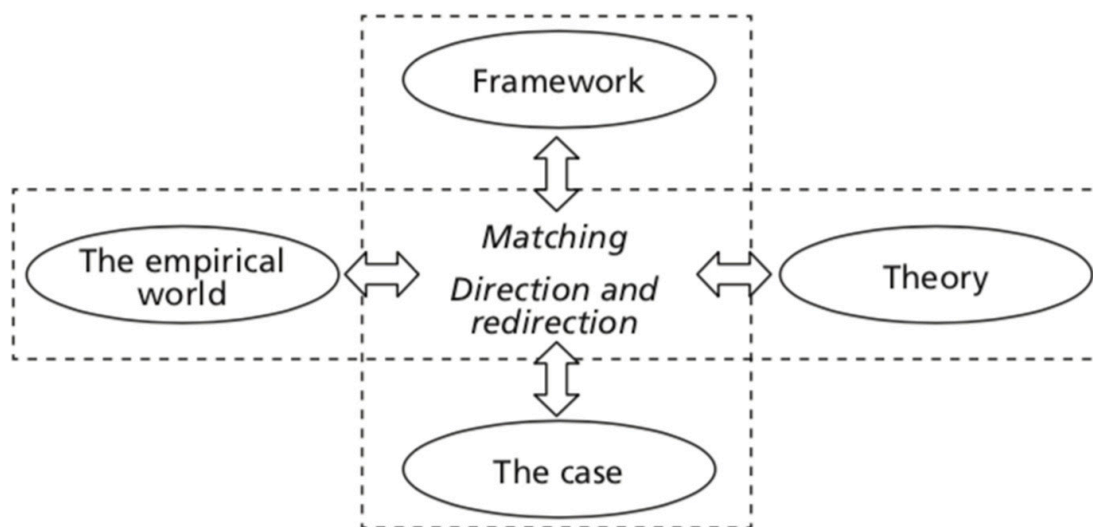 Framework
Matching
The empirical
world
Direction and
redirection
Theory
The case